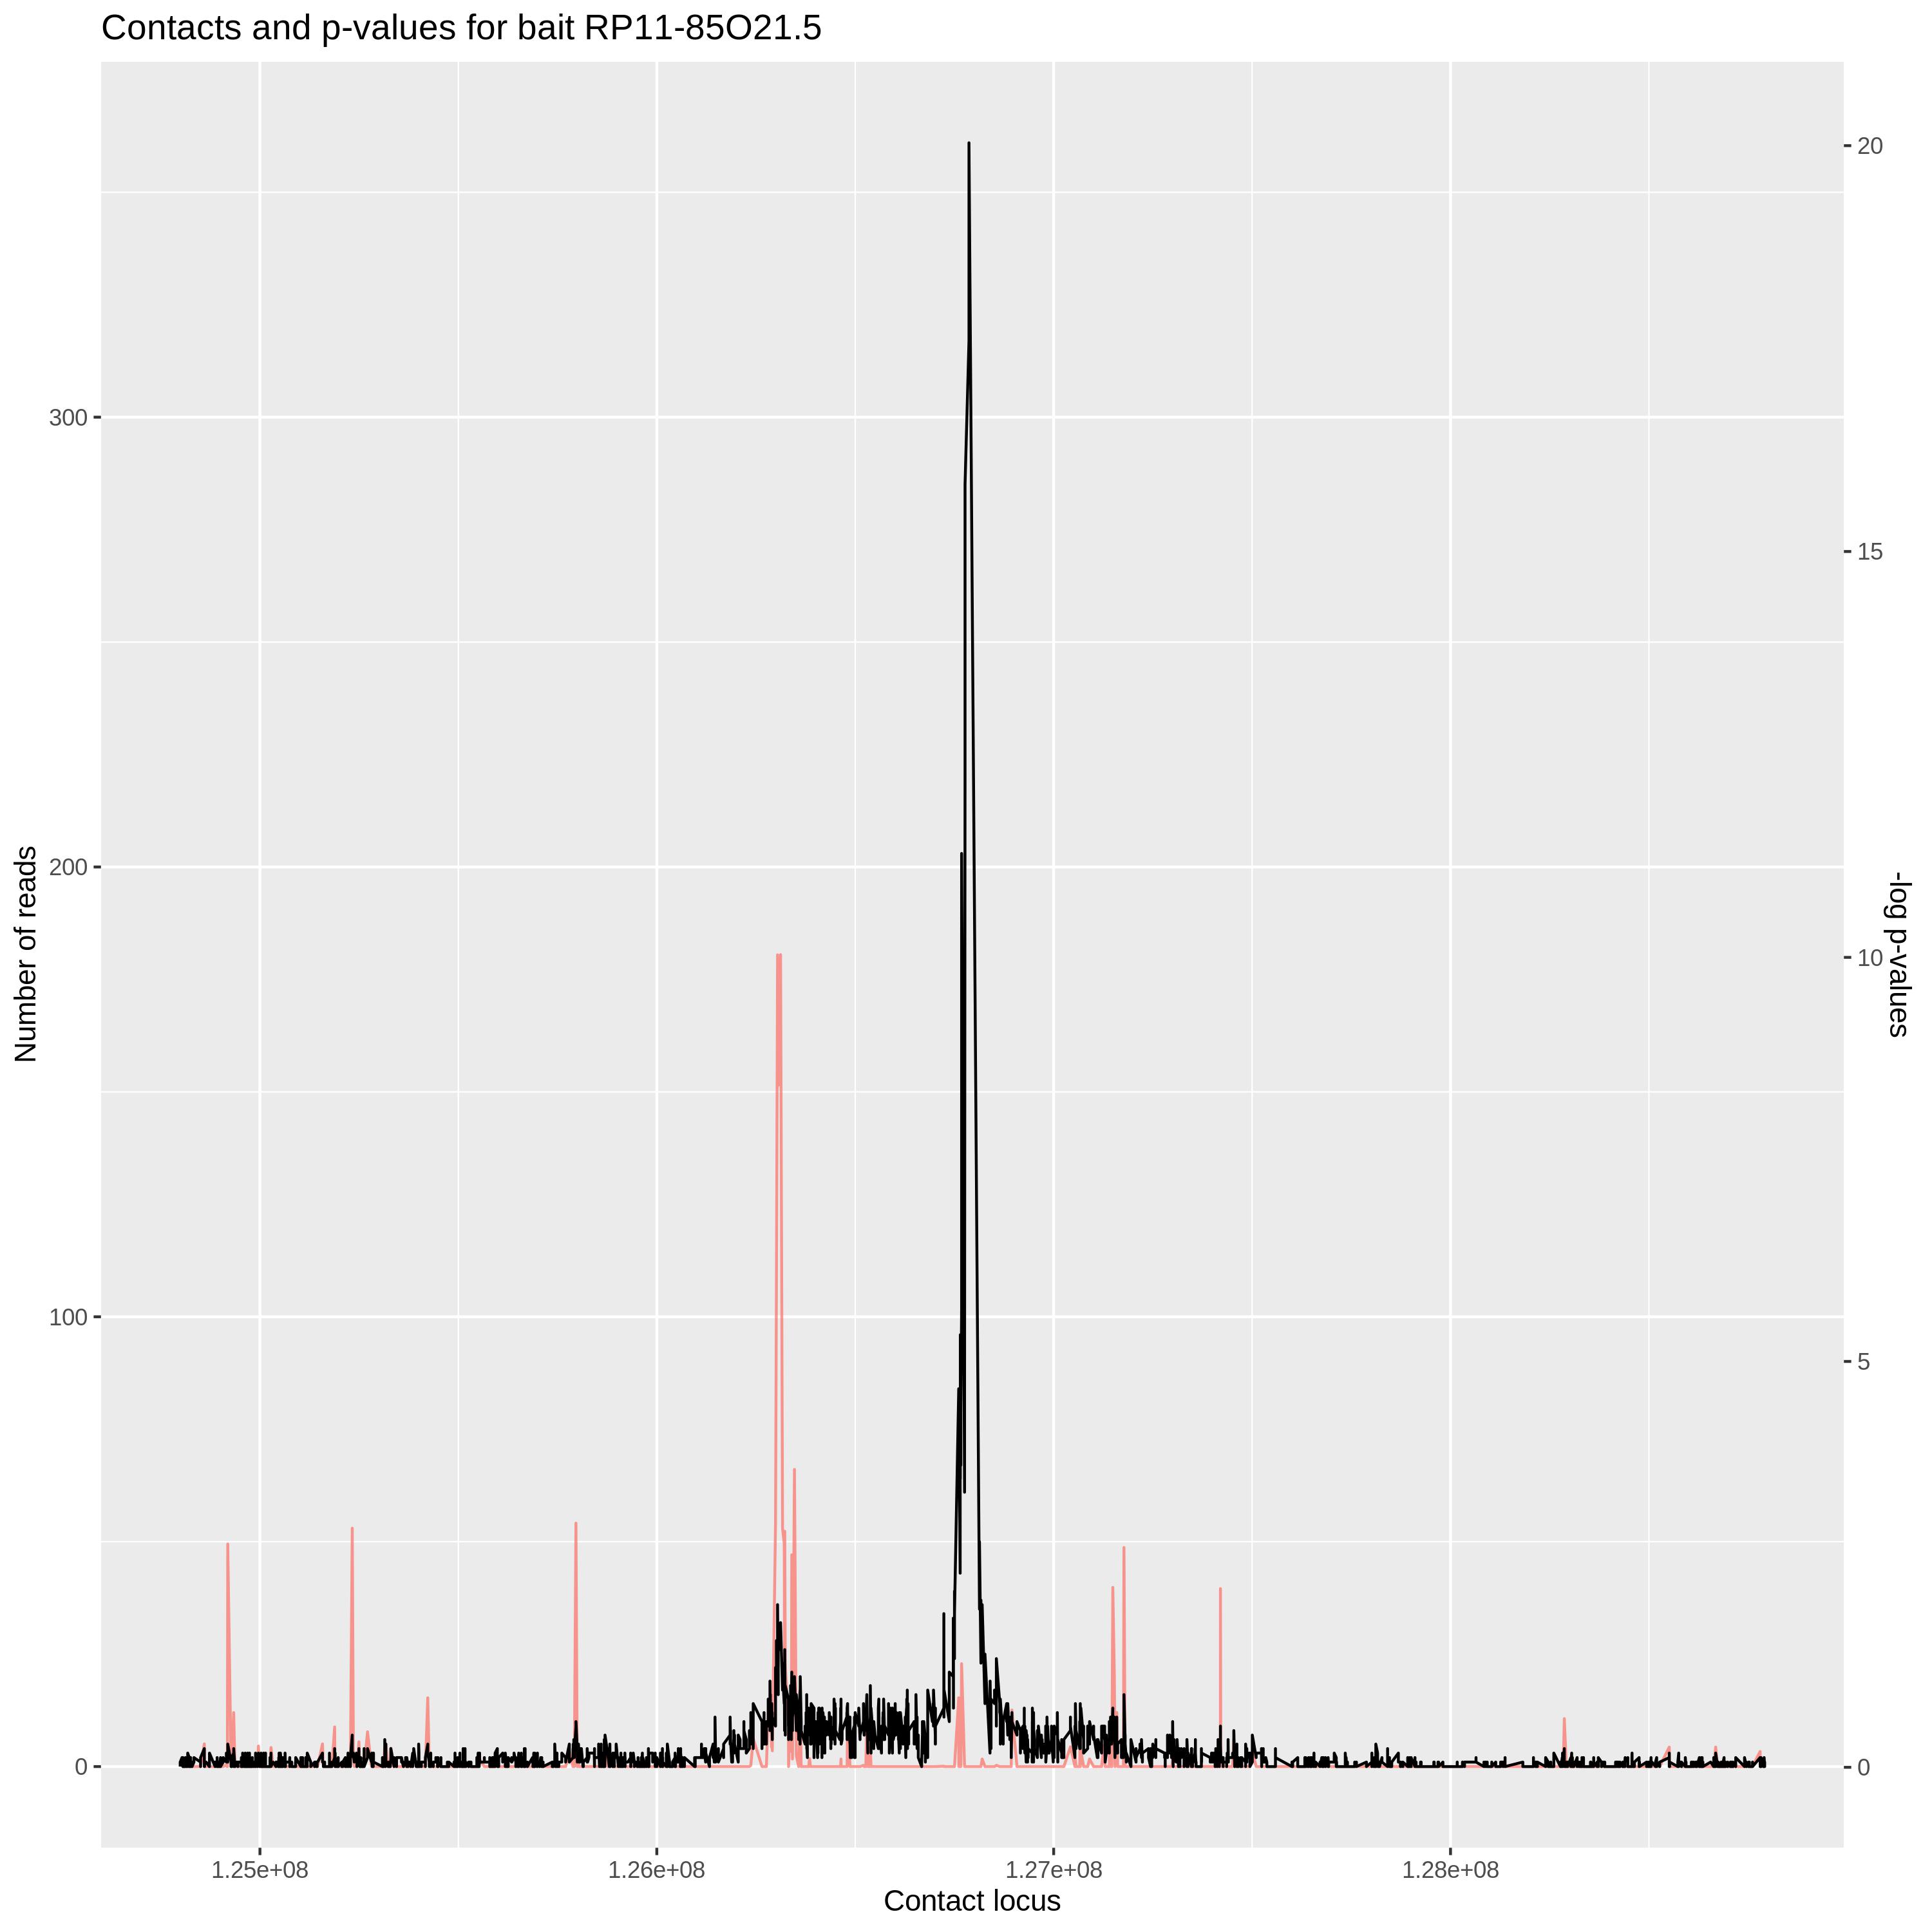 Contacts and p-values for bait RP11-85O21.5
Number of reads
300
200
100
0
20
15
10
5
0
-log p-values
1.25e+08
1.26e+08
1.27e+08
1.28e+08
Contact locus